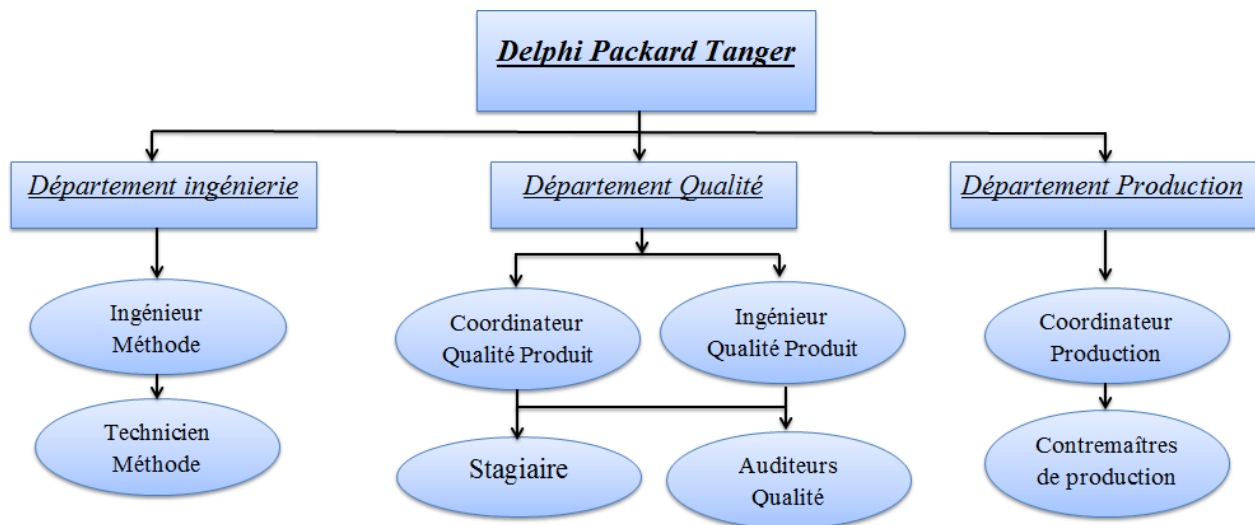 Delphi Packard Tanger
Département ingénierie
Département Qualité
Département Production
Ingénieur
Méthode
Coordinateur
Qualité Produit
Ingénieur
Qualité Produit
Coordinateur
Production
Technicien
Méthode
Stagiaire
Auditeurs
Qualité
Contremaîtres
de production